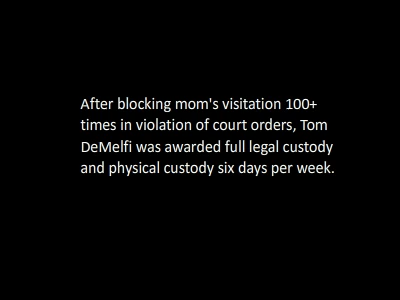 After blocking mom's visitation 100+
times in violation of court orders, Tom
DeMelfi was awarded full legal custody
and physical custody six days per week.